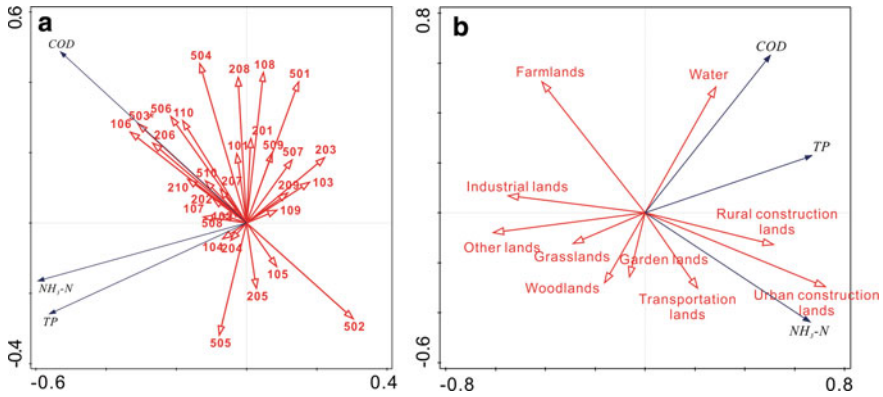 a
0.6
-0.4
-0.6
0.4
COD
504
208
108
501
503*
506
110
106
206
101
201
509
507
203
510
207
210
202
209
103
107
109
508
104
204
105
205
NH3-N
TP
502
505
b
0.8
-0.6
-0.8
0.8
COD
Farmlands
Water
TP
Industrial lands
Rural construction
lands
Other lands
Grasslands
Garden lands
Woodlands
Transportation
lands
Urban construction
lands
NH3-N